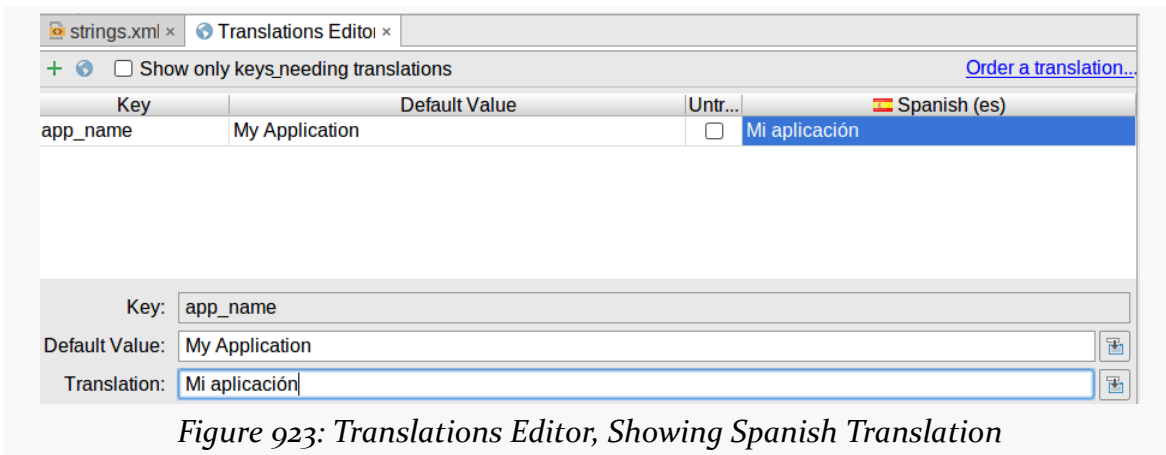 strings.xml × Translations Editor ×
Show only keys needing translations Order a translation...
Key Default Value Untr... Spanish (es)
app_name My Application Mi aplicación
Key: app_name
Default Value: My Application
Translation: Mi aplicación
Figure 923: Translations Editor, Showing Spanish Translation